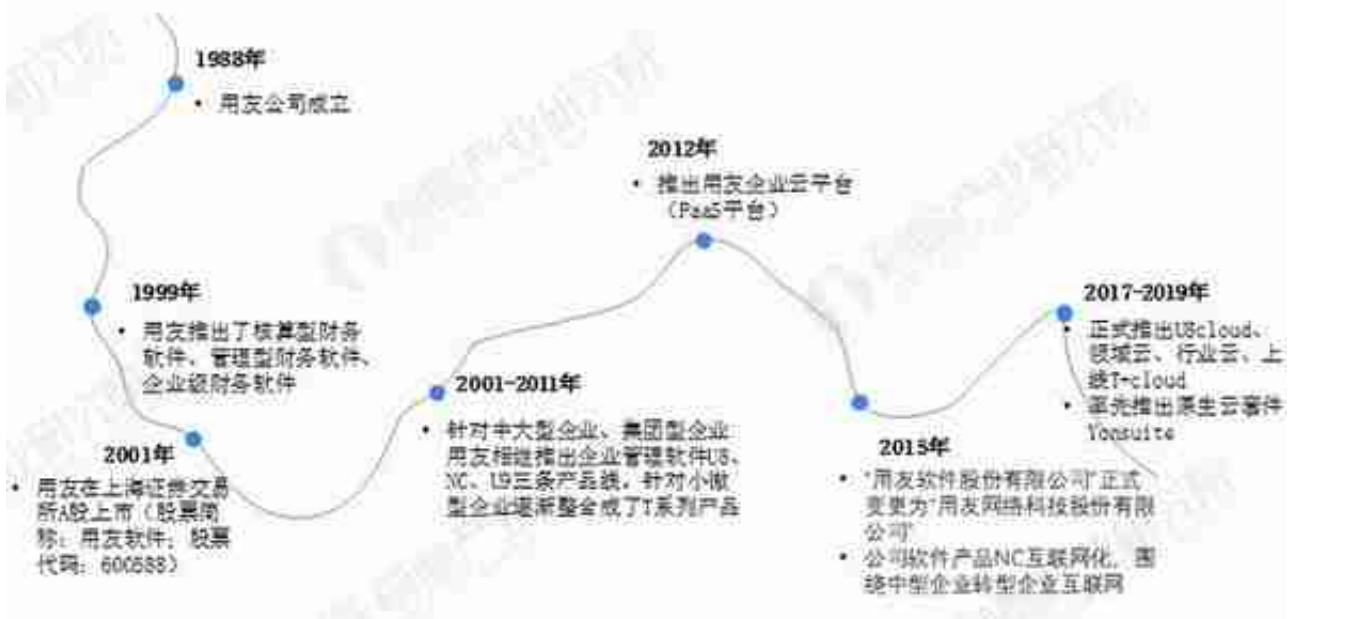 1988年
• 用友公司成立
1999年
• 用友推出了核算型财务
软件、管理型财务软件、
企业级财务软件
2001年
• 用友在上海证券交易
所A股上市（股票简
称：用友软件；股票
代码：600588）
2001-2011年
• 针对中大型企业、集团型企业
用友相继推出企业管理软件U8、
NC、U9三条产品线，针对小微
型企业逐渐整合成了T系列产品
2012年
• 推出用友企业云平台
（PaaS平台）
2015年
• "用友软件股份有限公司"正式
变更为"用友网络科技股份有限
公司"
• 公司软件产品NC互联网化，围
绕中型企业转型企业互联网
2017-2019年
• 正式推出U8cloud、
领域云、行业云、上
线T+cloud
• 率先推出原生云套件
Yonsuite
前瞻产业研究院